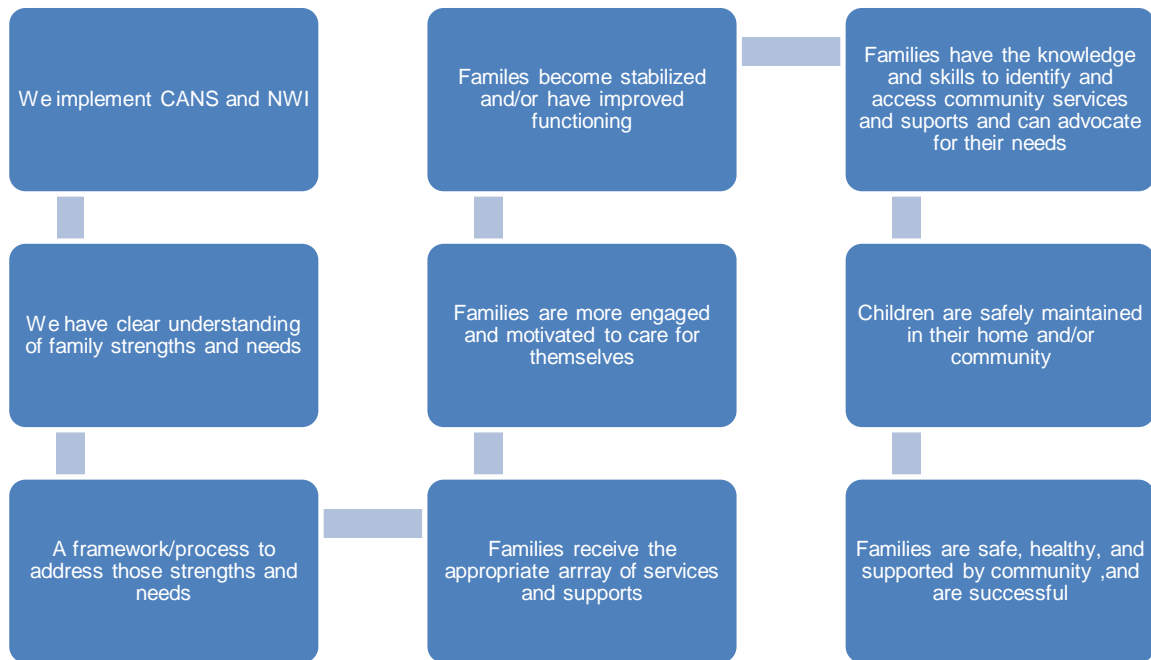 We implement CANS and NWI
We have clear understanding
of family strengths and needs
A framework/process to
address those strengths and
needs
Families receive the
appropriate arrray of services
and supports
Families are more engaged
and motivated to care for
themselves
Familes become stabilized
and/or have improved
functioning
Families have the knowledge
and skills to identify and
access community services
and suports and can advocate
for their needs
Children are safely maintained
in their home and/or
community
Families are safe, healthy, and
supported by community ,and
are successful